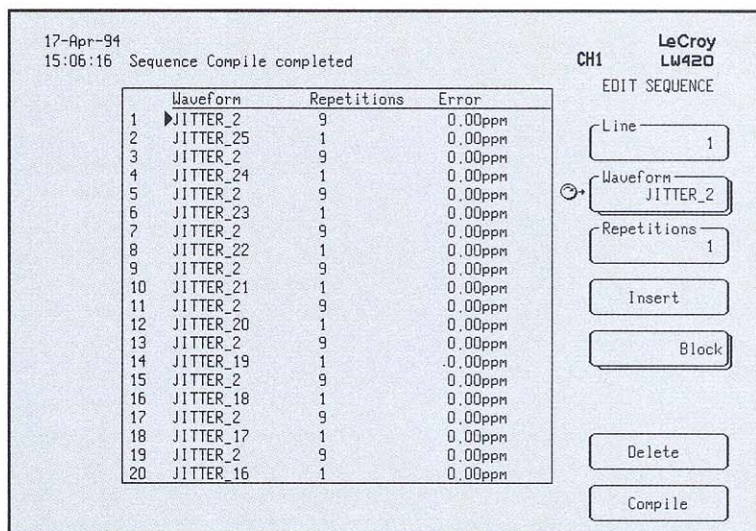 17-Apr-94
15:06:16 Sequence Compile completed
CH1
LeCroy
LW420
EDIT SEQUENCE
Waveform Repetitions Error
1 JITTER_2 9 0.00ppm
2 JITTER_25 1 0.00ppm
3 JITTER_2 9 0.00ppm
4 JITTER_24 1 0.00ppm
5 JITTER_2 9 0.00ppm
6 JITTER_23 1 0.00ppm
7 JITTER_2 9 0.00ppm
8 JITTER_22 1 0.00ppm
9 JITTER_2 9 0.00ppm
10 JITTER_21 1 0.00ppm
11 JITTER_2 9 0.00ppm
12 JITTER_20 1 0.00ppm
13 JITTER_2 9 0.00ppm
14 JITTER_19 1 0.00ppm
15 JITTER_2 9 0.00ppm
16 JITTER_18 1 0.00ppm
17 JITTER_2 9 0.00ppm
18 JITTER_17 1 0.00ppm
19 JITTER_2 9 0.00ppm
20 JITTER_16 1 0.00ppm
Line
1
Waveform
JITTER_2
Repetitions
1
Insert
Block
Delete
Compile